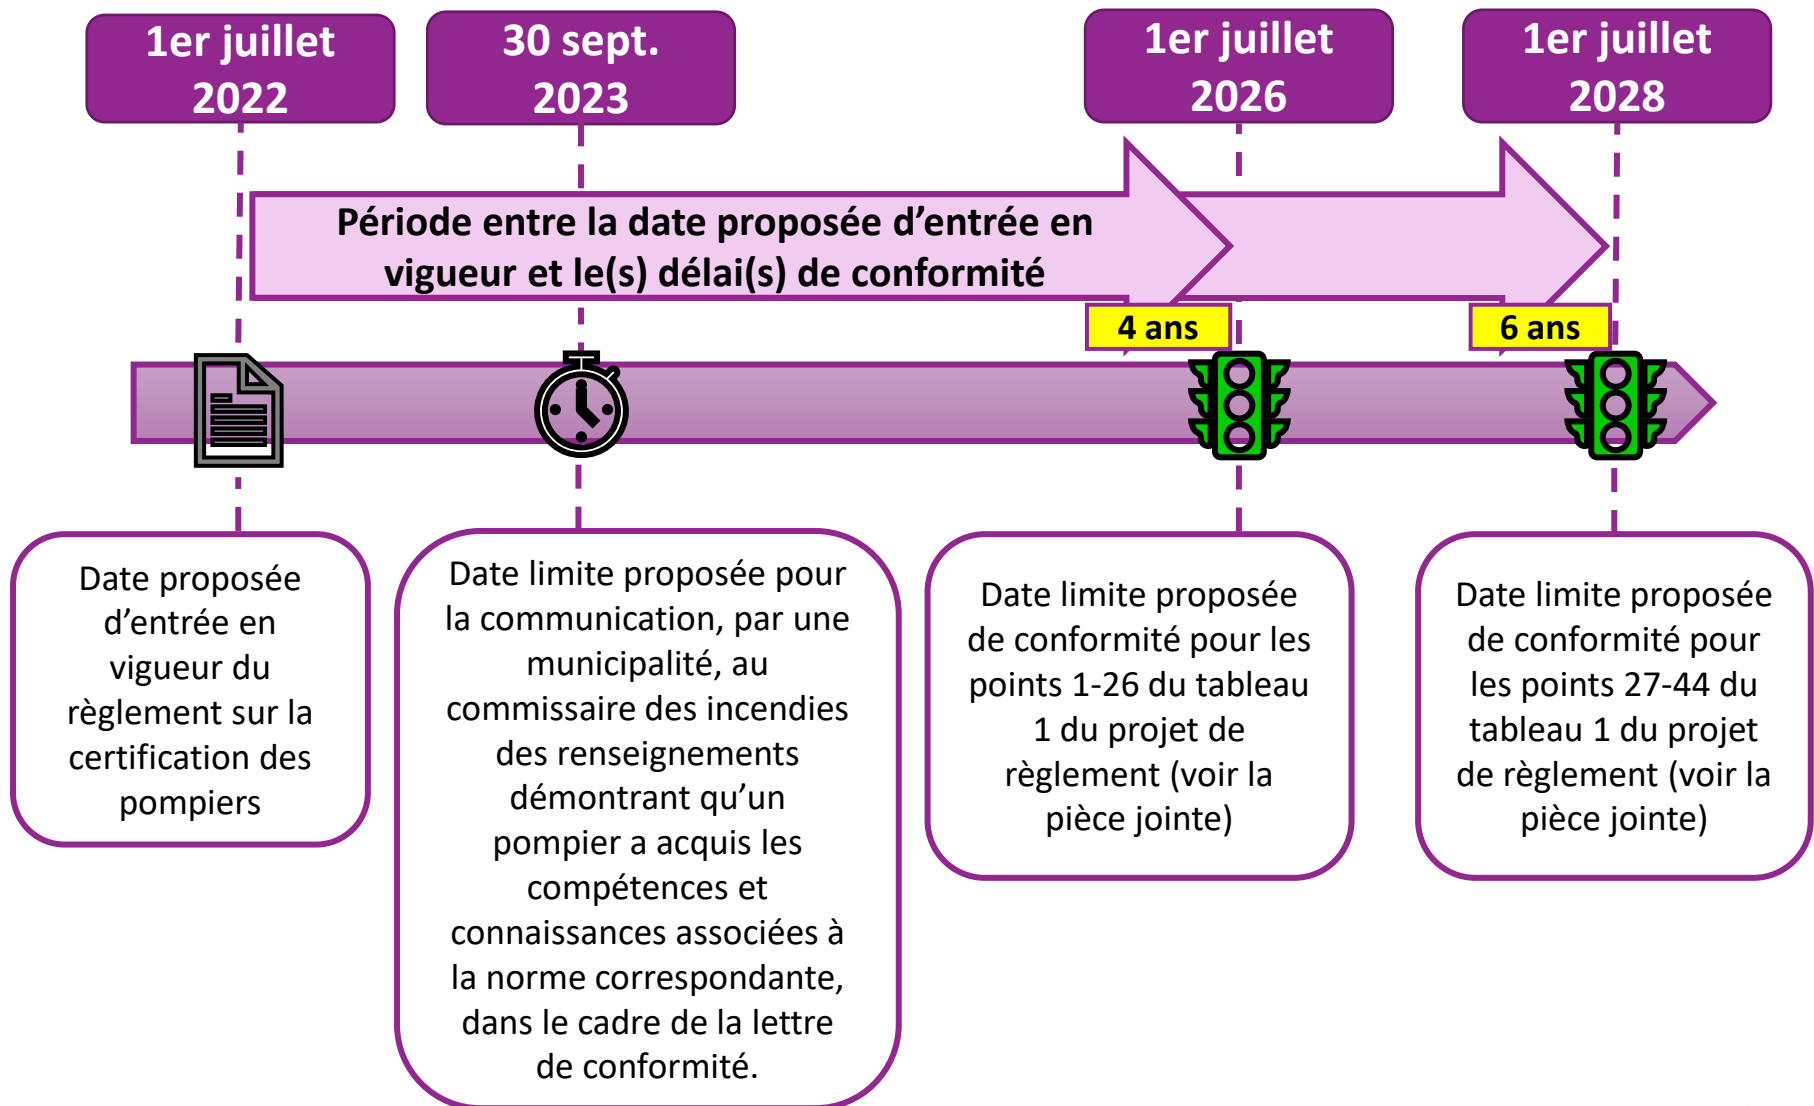 1er juillet
2022
30 sept.
2023
1er juillet
2026
1er juillet
2028
Période entre la date proposée d’entrée en
vigueur et le(s) délai(s) de conformité
4 ans
6 ans
Date proposée
d’entrée en
vigueur du
règlement sur la
certification des
pompiers
Date limite proposée pour
la communication, par une
municipalité, au
commissaire des incendies
des renseignements
démontrant qu’un
pompier a acquis les
compétences et
connaissances associées à
la norme correspondante,
dans le cadre de la lettre
de conformité.
Date limite proposée
de conformité pour les
points 1-26 du tableau
1 du projet de
règlement (voir la
pièce jointe)
Date limite proposée
de conformité pour
les points 27-44 du
tableau 1 du projet
de règlement (voir la
pièce jointe)